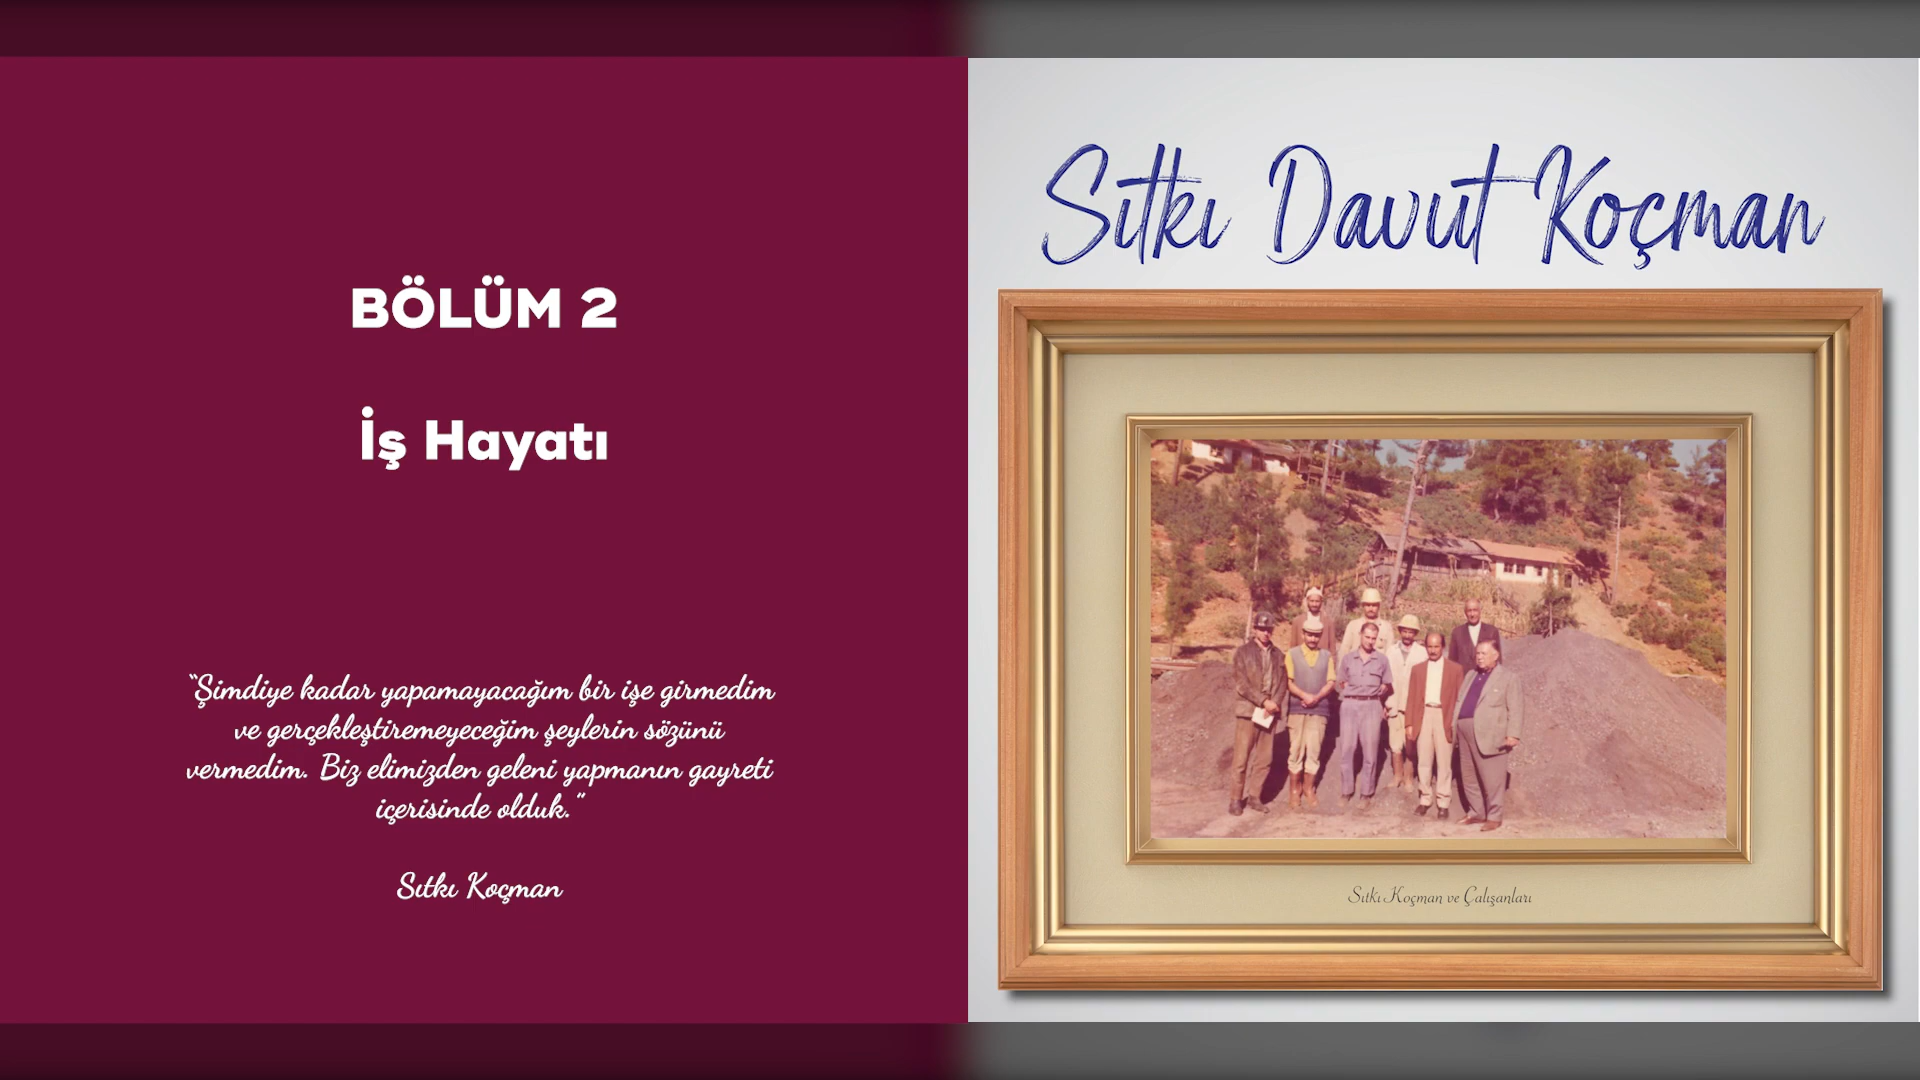 BÖLÜM 2
İş Hayatı
“Şimdiye kadar yapamayacağım bir işe girmedim
ve gerçekleştiremeyeceğim şeylerin sözünü
vermedim. Biz elimizden geleni yapmanın gayreti
içerisinde olduk.”
Sıtkı Koçman
Sıtkı Davut Koçman
Sıtkı Koçman ve Çalışanları